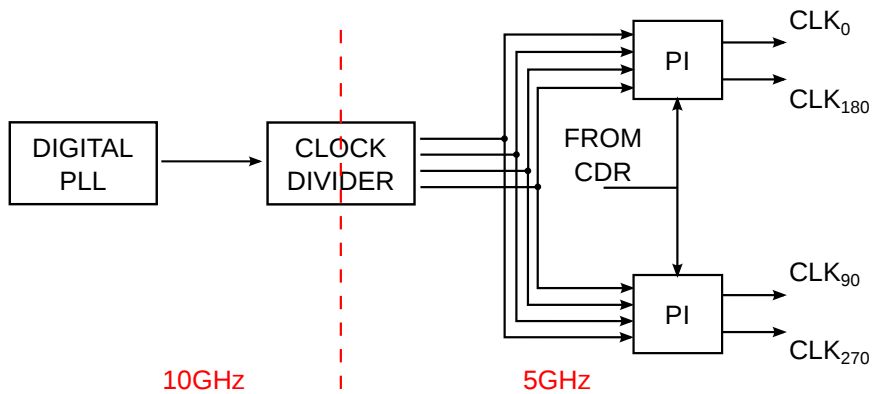 DIGITAL
PLL
CLOCK
DIVIDER
PI
CLK0
CLK180
FROM
CDR
PI
CLK90
CLK270
10GHz
5GHz